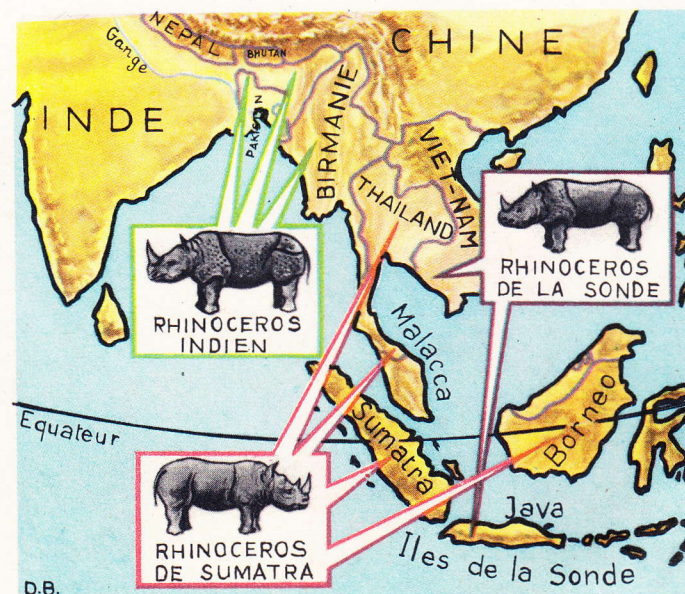 NEPAL
BHUTAN
CHINE
Gange
INDE
PAKIST N
BIRMANIE
VIET-NAM
THAILAND
RHINOCEROS
DE LA SONDE
RHINOCEROS
INDIEN
Malacca
Equateur
Sumatra
Borneo
RHINOCEROS
DE SUMATRA
Java
Iles de la Sonde
D.B.